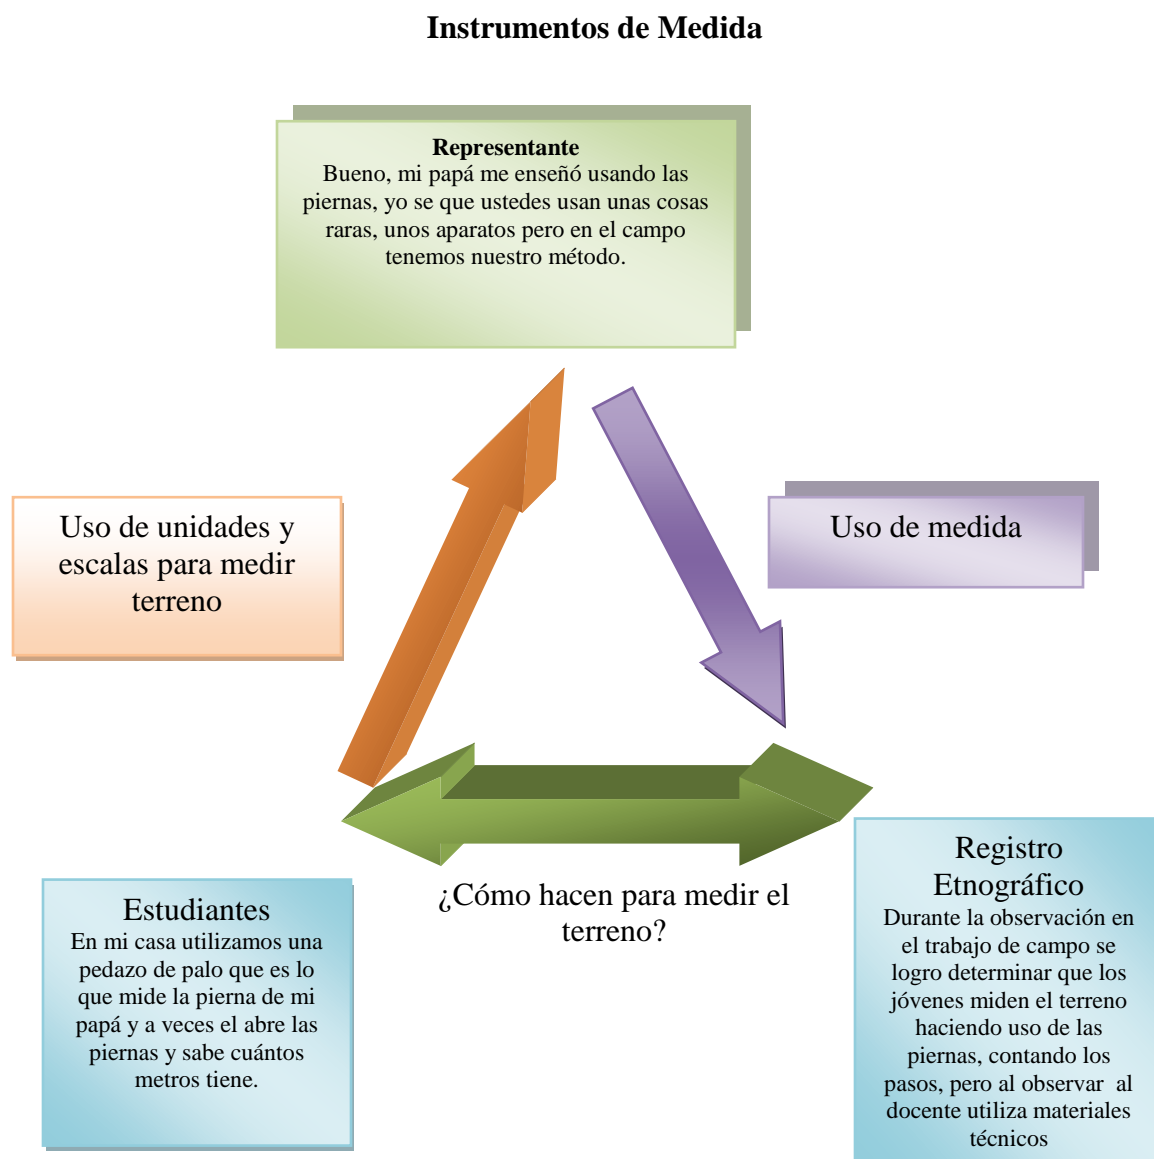 Instrumentos de Medida
Representante
Bueno, mi papá me enseñó usando las
piernas, yo se que ustedes usan unas cosas
raras, unos aparatos pero en el campo
tenemos nuestro método.
Uso de unidades y
escalas para medir
terreno
Uso de medida
¿Cómo hacen para medir el
terreno?
Estudiantes
En mi casa utilizamos una
pedazo de palo que es lo
que mide la pierna de mi
papá y a veces el abre las
piernas y sabe cuántos
metros tiene.
Registro
Etnográfico
Durante la observación en
el trabajo de campo se
logro determinar que los
jóvenes miden el terreno
haciendo uso de las
piernas, contando los
pasos, pero al observar al
docente utiliza materiales
técnicos